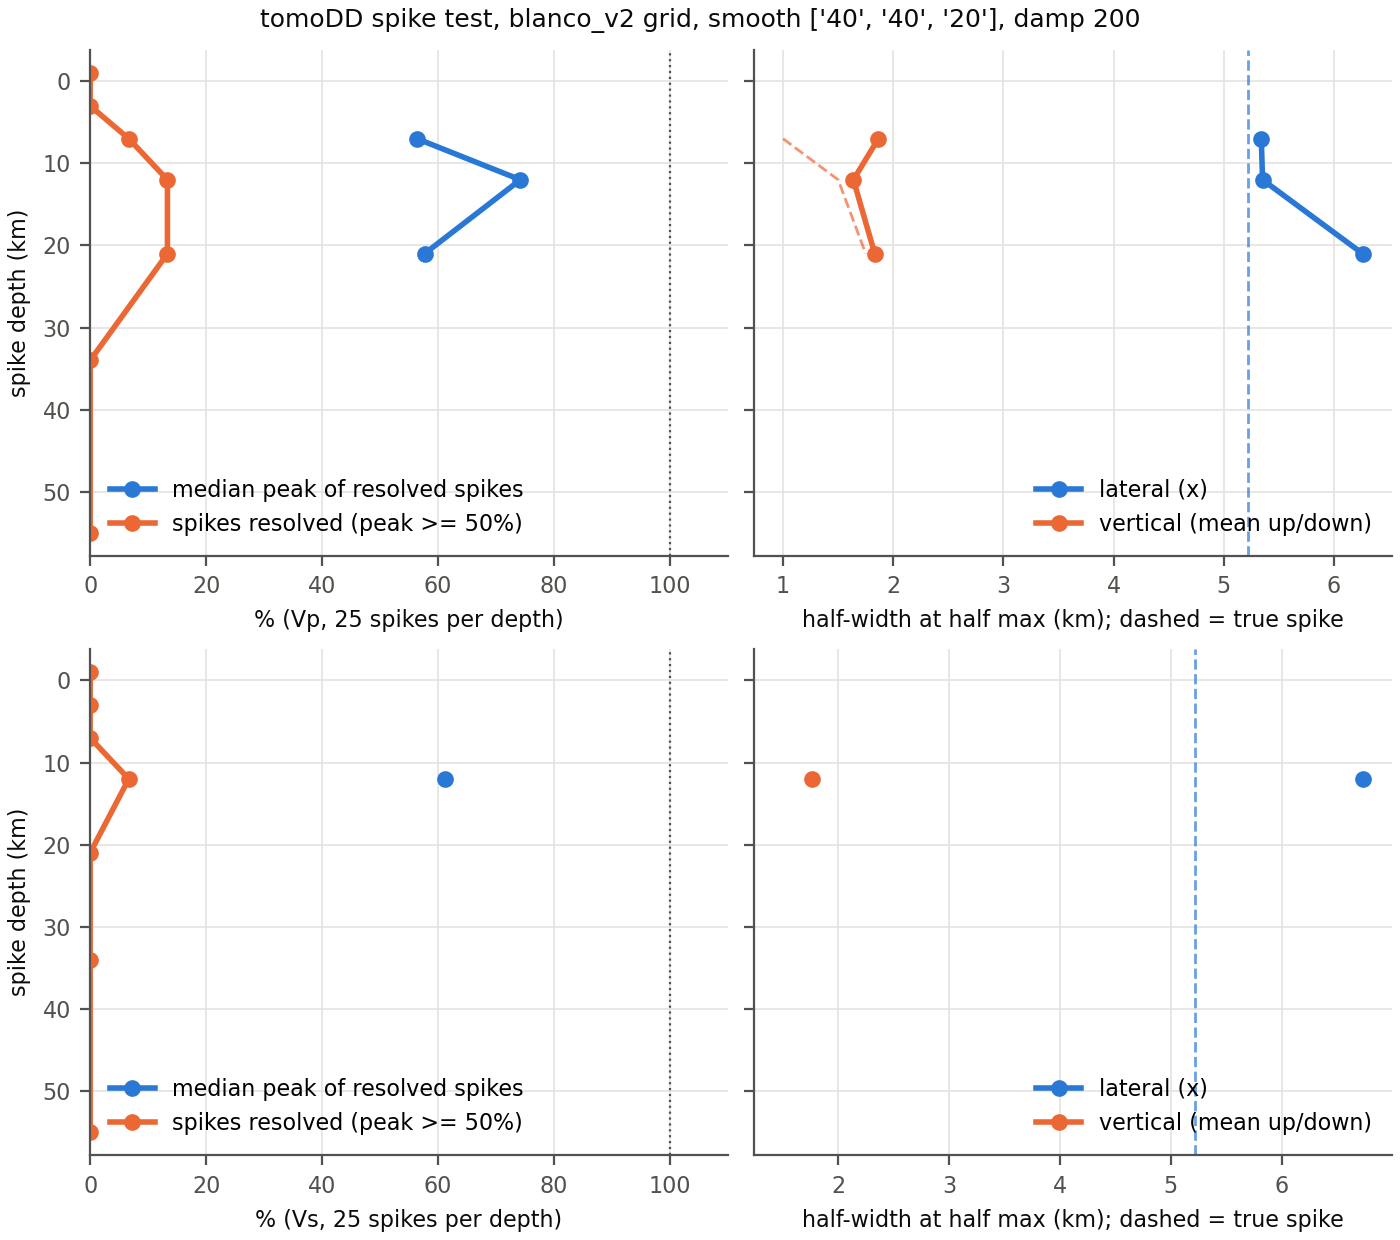 tomoDD spike test, blanco_v2 grid, smooth ['40', '40', '20'], damp 200
0
10
20
30
40
50
spike depth (km)
median peak of resolved spikes
spikes resolved (peak >= 50%)
0 20 40 60 80 100
% (Vp, 25 spikes per depth)
lateral (x)
vertical (mean up/down)
1 2 3 4 5 6
half-width at half max (km); dashed = true spike
0
10
20
30
40
50
spike depth (km)
median peak of resolved spikes
spikes resolved (peak >= 50%)
0 20 40 60 80 100
% (Vs, 25 spikes per depth)
lateral (x)
vertical (mean up/down)
2 3 4 5 6
half-width at half max (km); dashed = true spike